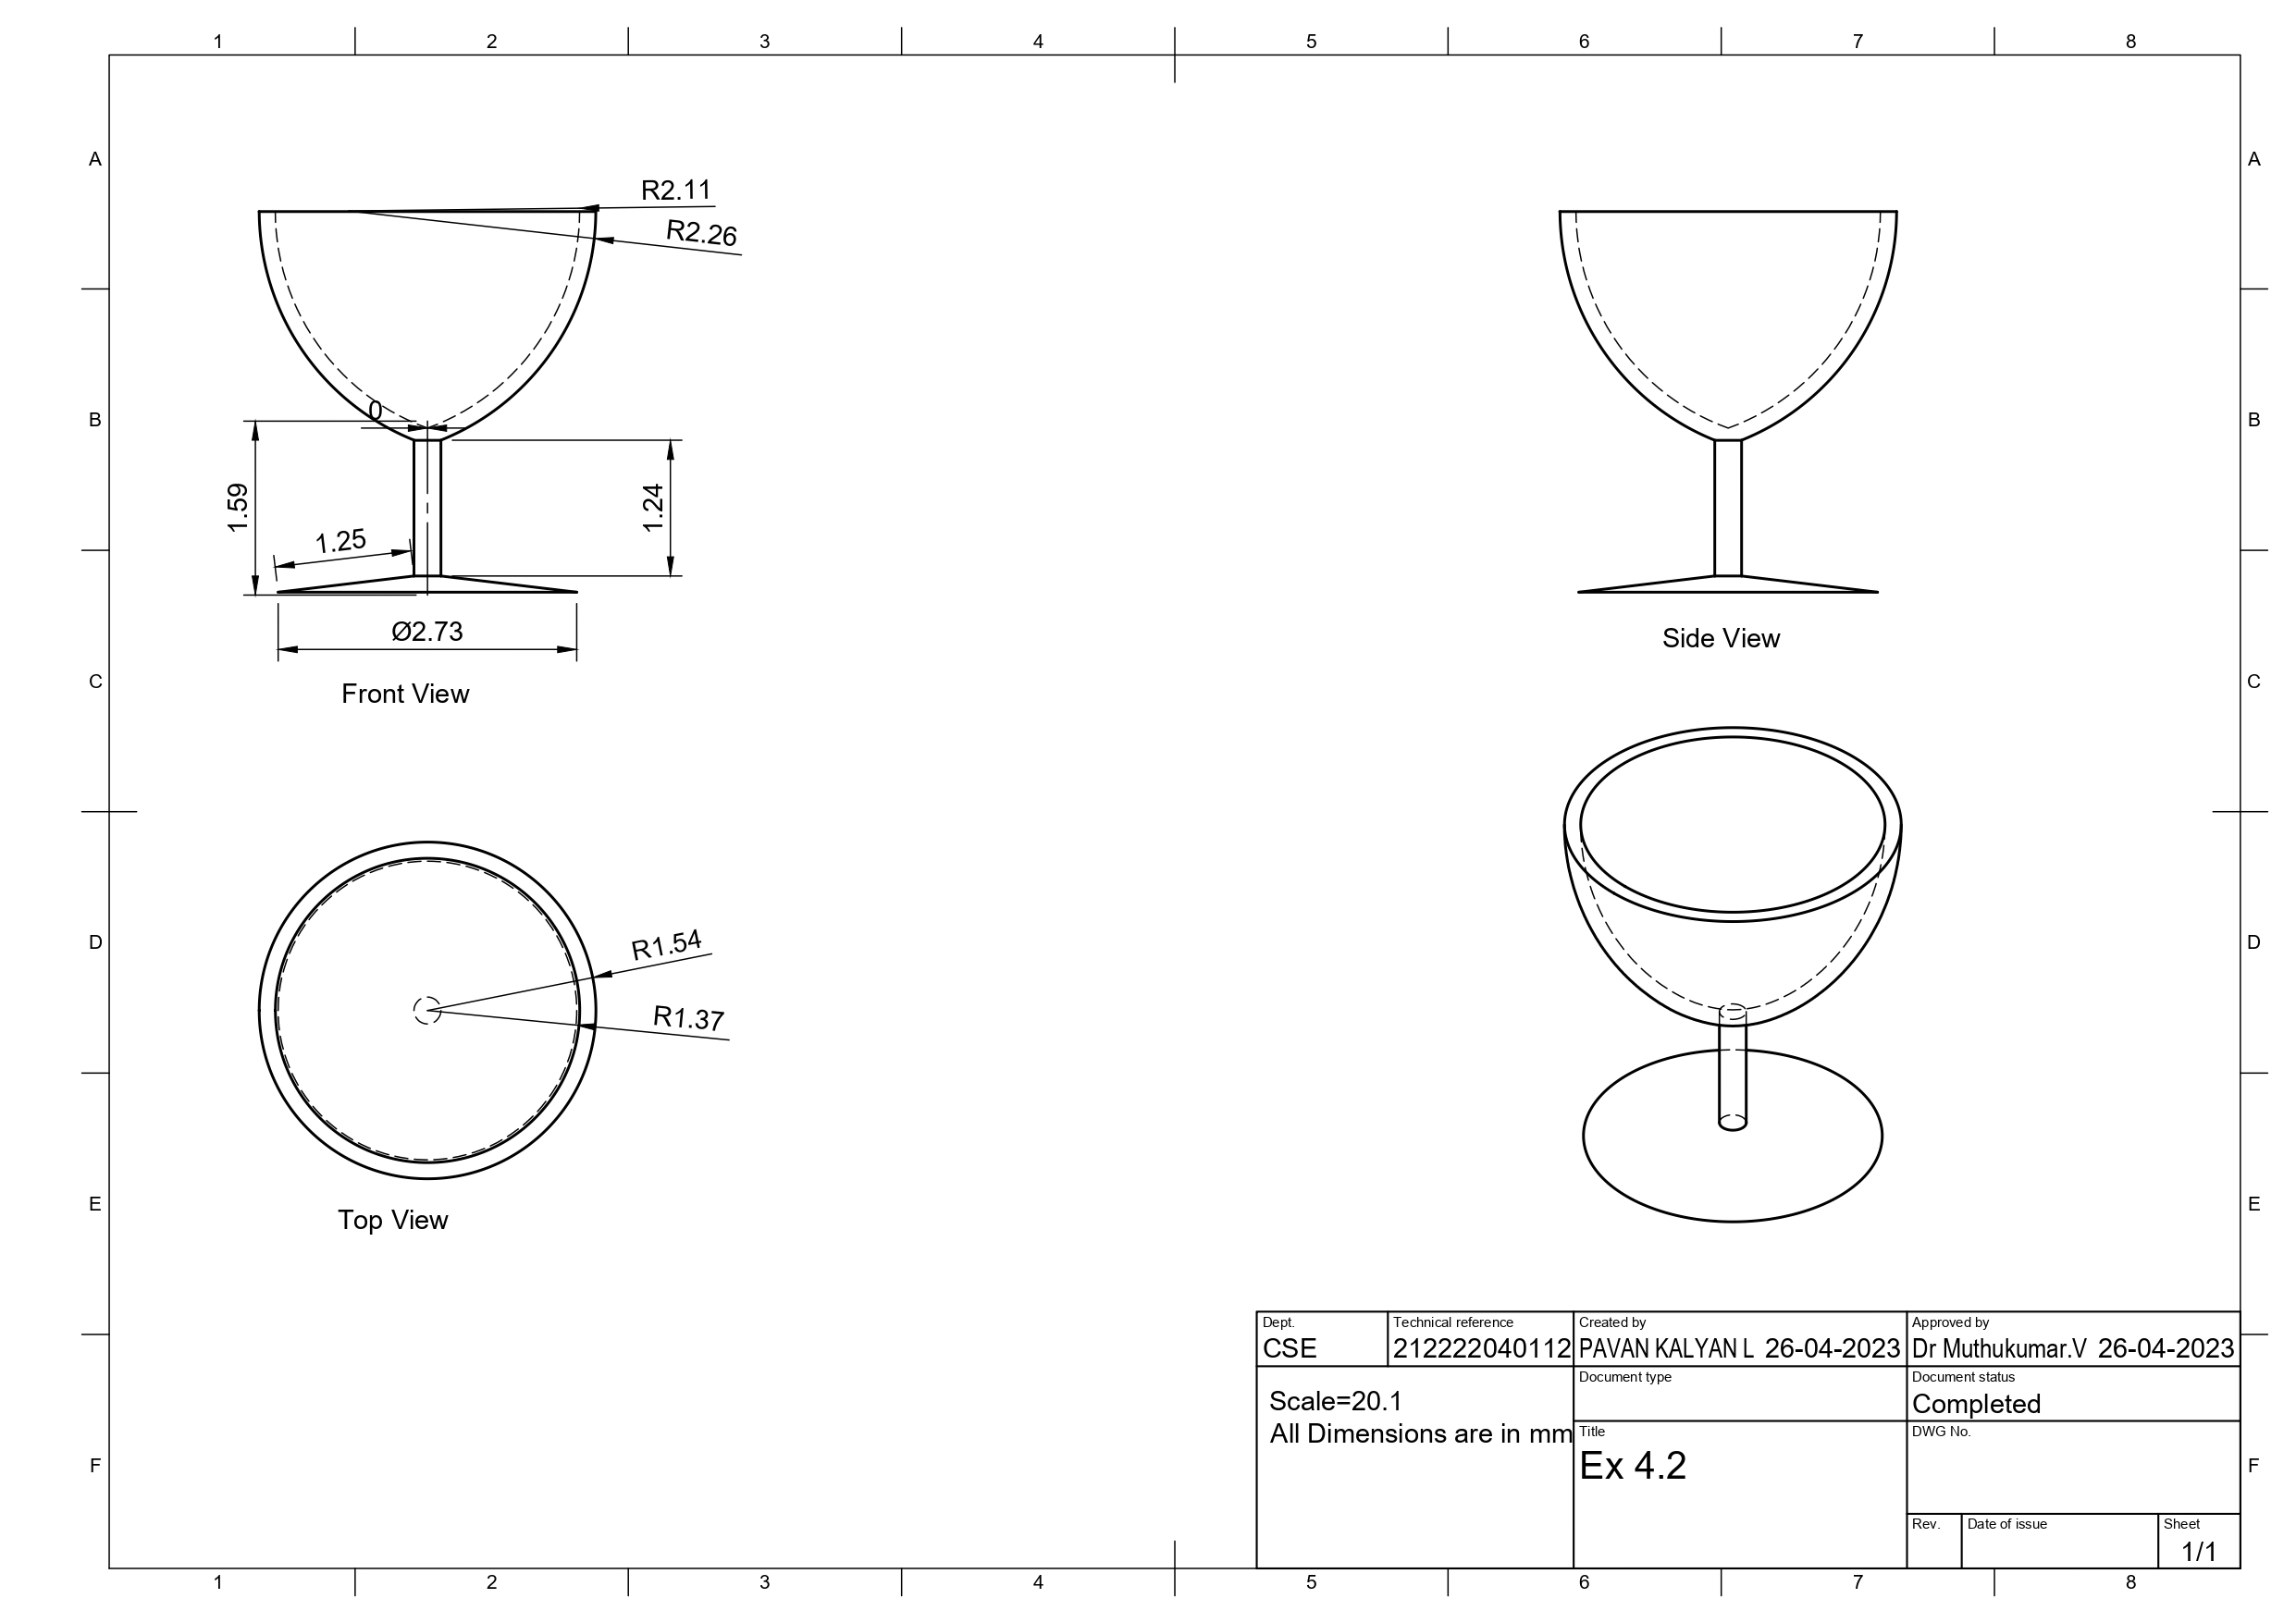 1 2 3 4 5 6 7 8
A A
R2.11
R2.26
0
B B
1.59
1.24
1.25
Ø2.73
Side View
C C
Front View
D D
R1.54
R1.37
E E
Top View
Dept. Technical reference Created by Approved by
CSE 212222040112 PAVAN KALYAN L 26-04-2023 Dr Muthukumar.V 26-04-2023
Document type Document status
Scale=20.1 Completed
All Dimensions are in mm Title DWG No.
Ex 4.2
F F
Rev. Date of issue Sheet
1/1
1 2 3 4 5 6 7 8